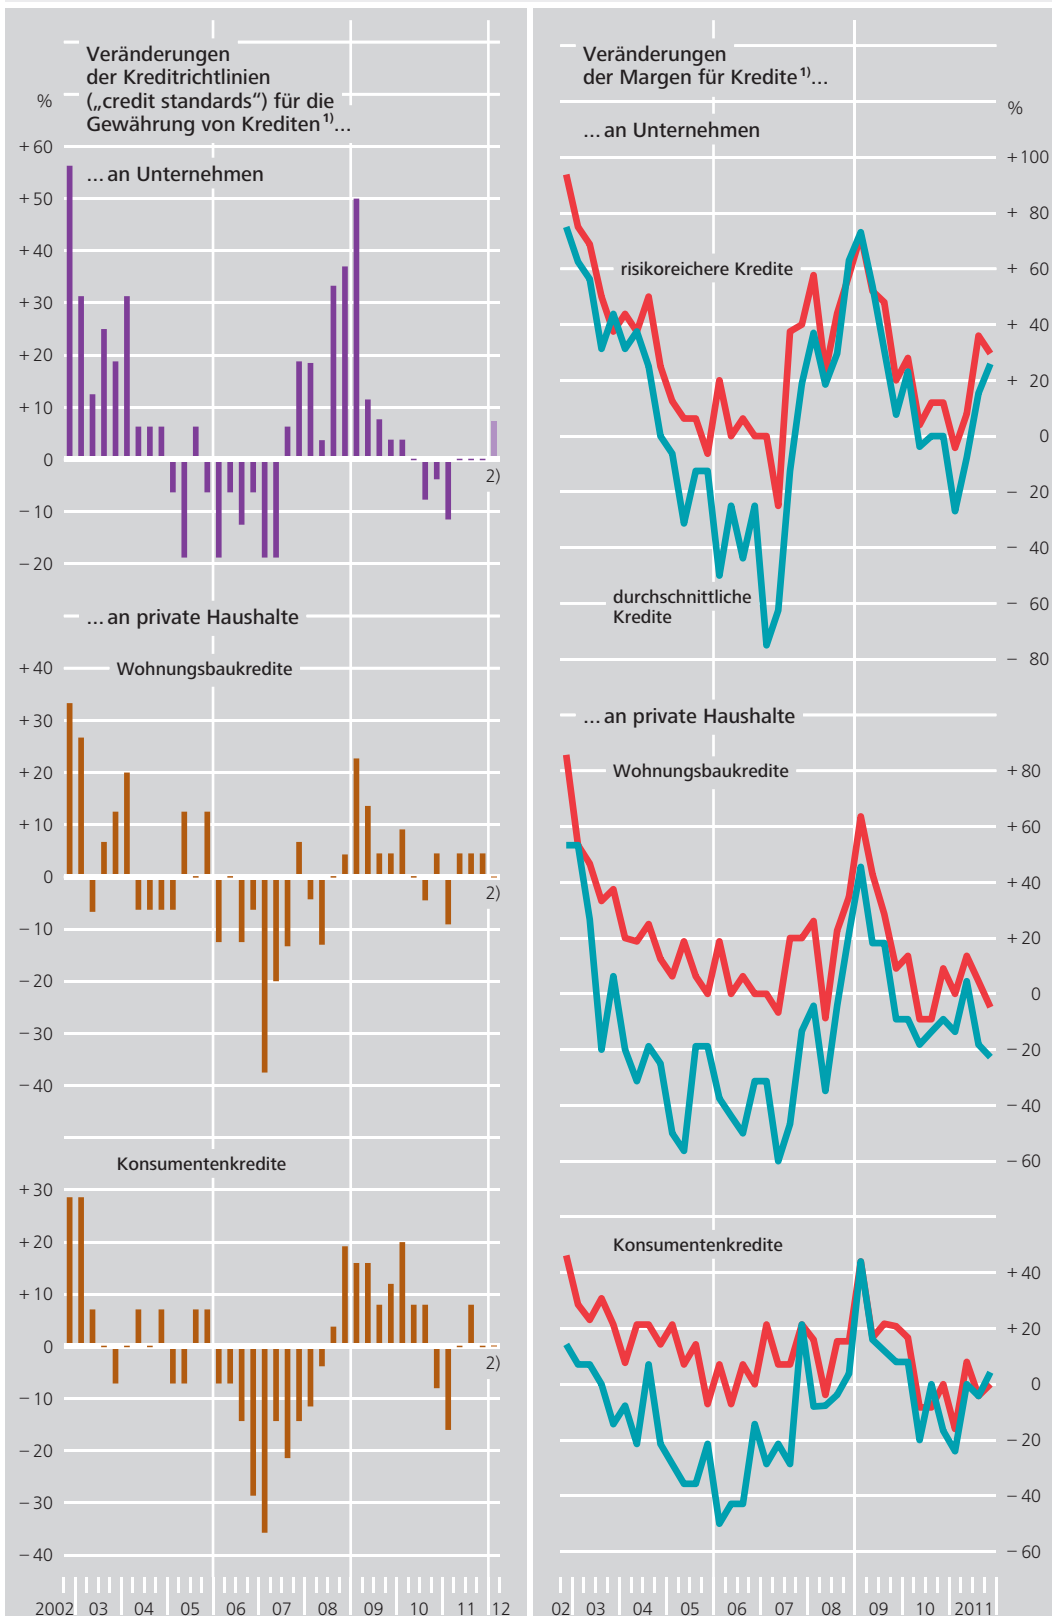 Veränderungen
der Kreditrichtlinien
(„credit standards“) für die
Gewährung von Krediten¹⁾...
%
... an Unternehmen
+ 60
+ 50
+ 40
+ 30
+ 20
+ 10
0
− 10
− 20
2)
... an private Haushalte
Wohnungsbaukredite
+ 40
+ 30
+ 20
+ 10
0
− 10
− 20
− 30
− 40
2)
Konsumentenkredite
+ 30
+ 20
+ 10
0
− 10
− 20
− 30
− 40
2)
2002 03 04 05 06 07 08 09 10 11 12
Veränderungen
der Margen für Kredite¹⁾...
%
... an Unternehmen
+ 100
+ 80
+ 60
+ 40
+ 20
0
− 20
− 40
− 60
− 80
risikoreichere Kredite
durchschnittliche
Kredite
... an private Haushalte
Wohnungsbaukredite
+ 80
+ 60
+ 40
+ 20
0
− 20
− 40
− 60
Konsumentenkredite
+ 40
+ 20
0
− 20
− 40
− 60
02 03 04 05 06 07 08 09 10 2011